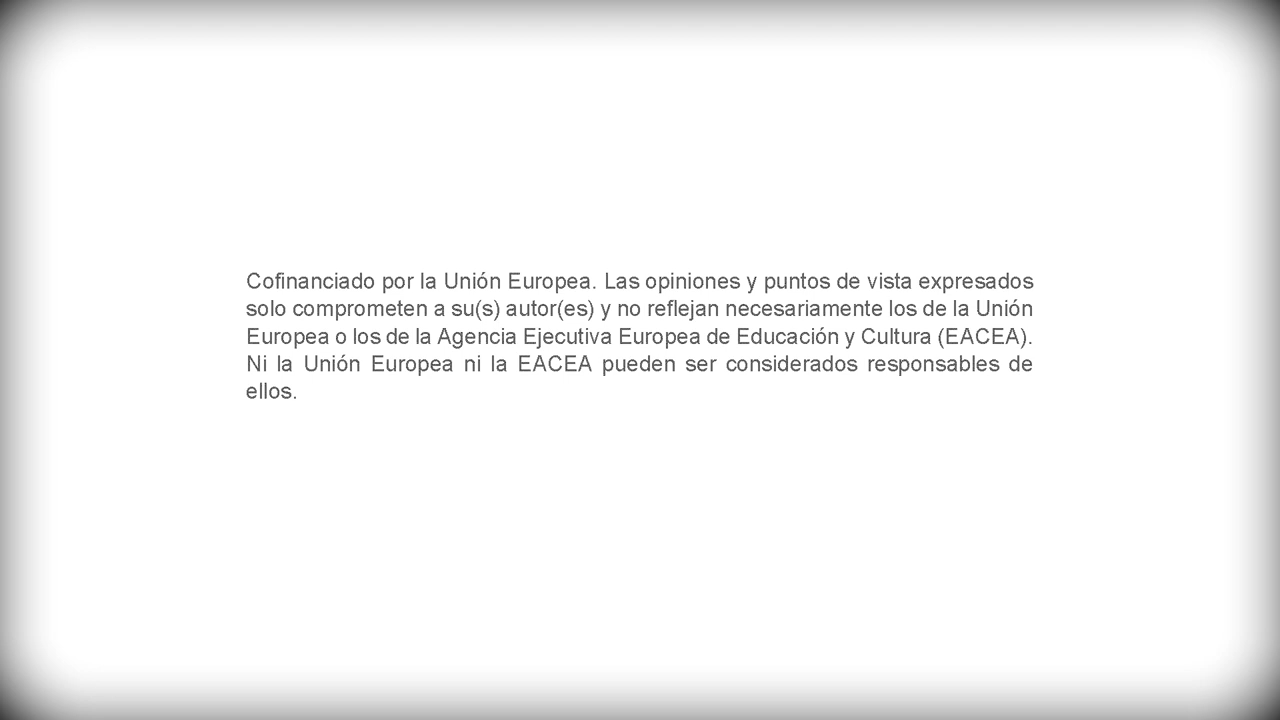 Cofinanciado por la Unión Europea. Las opiniones y puntos de vista expresados
solo comprometen a su(s) autor(es) y no reflejan necesariamente los de la Unión
Europea o los de la Agencia Ejecutiva Europea de Educación y Cultura (EACEA).
Ni la Unión Europea ni la EACEA pueden ser considerados responsables de
ellos.